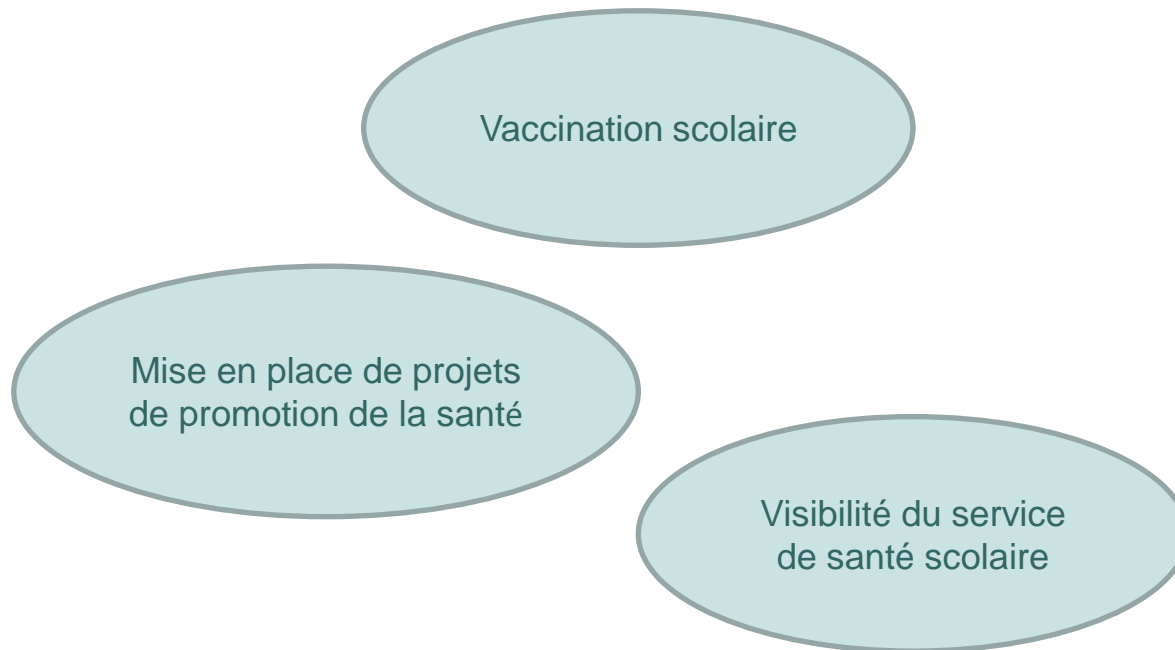 Vaccination scolaire
Mise en place de projets
de promotion de la santé
Visibilité du service
de santé scolaire